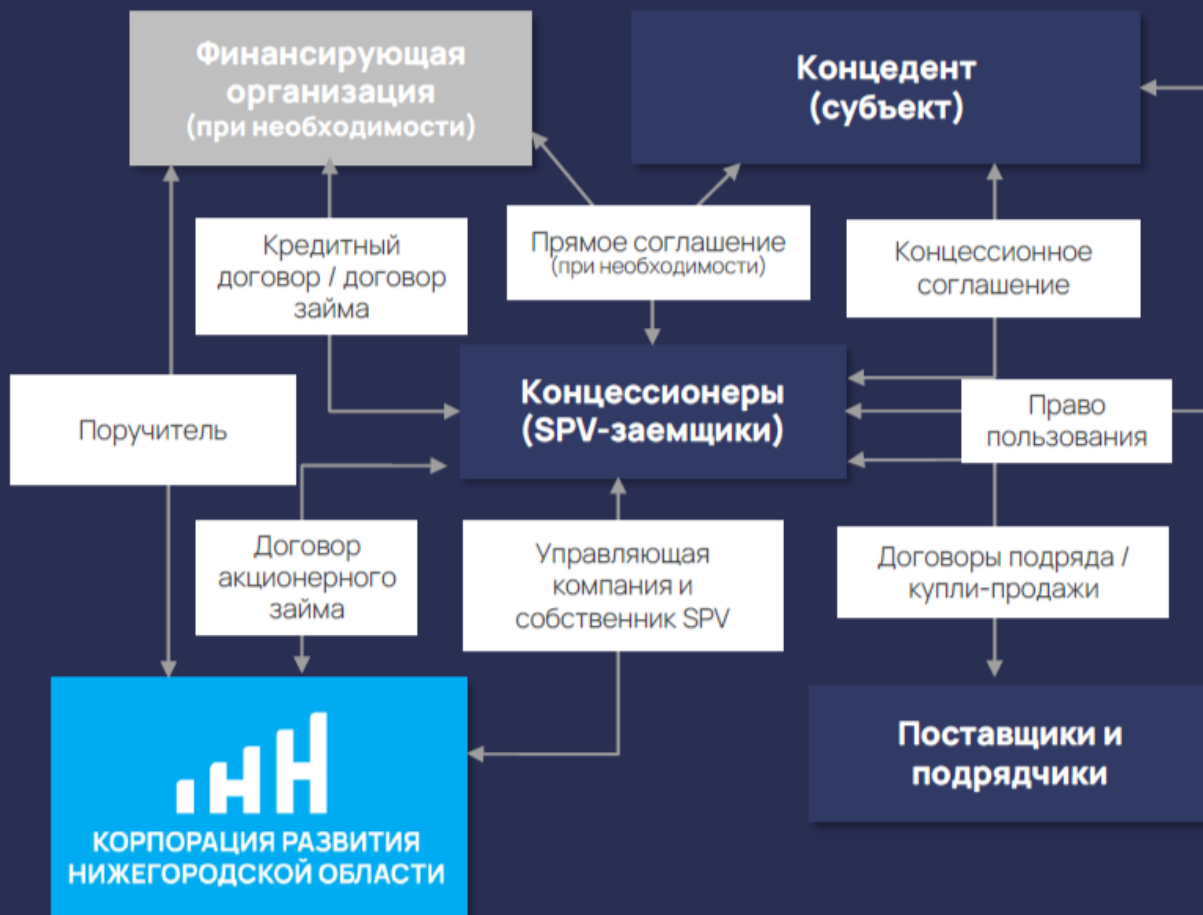 Финансирующая
организация
(при необходимости)
Концедент
(субъект)
Кредитный
договор / договор
займа
Прямое соглашение
(при необходимости)
Концессионное
соглашение
Поручитель
Концессионеры
(SPV-заемщики)
Право
пользования
Договор
акционерного
займа
Управляющая
компания и
собственник SPV
Договоры подряда /
купли-продажи
КОРПОРАЦИЯ РАЗВИТИЯ
НИЖЕГОРОДСКОЙ ОБЛАСТИ
Поставщики и
подрядчики